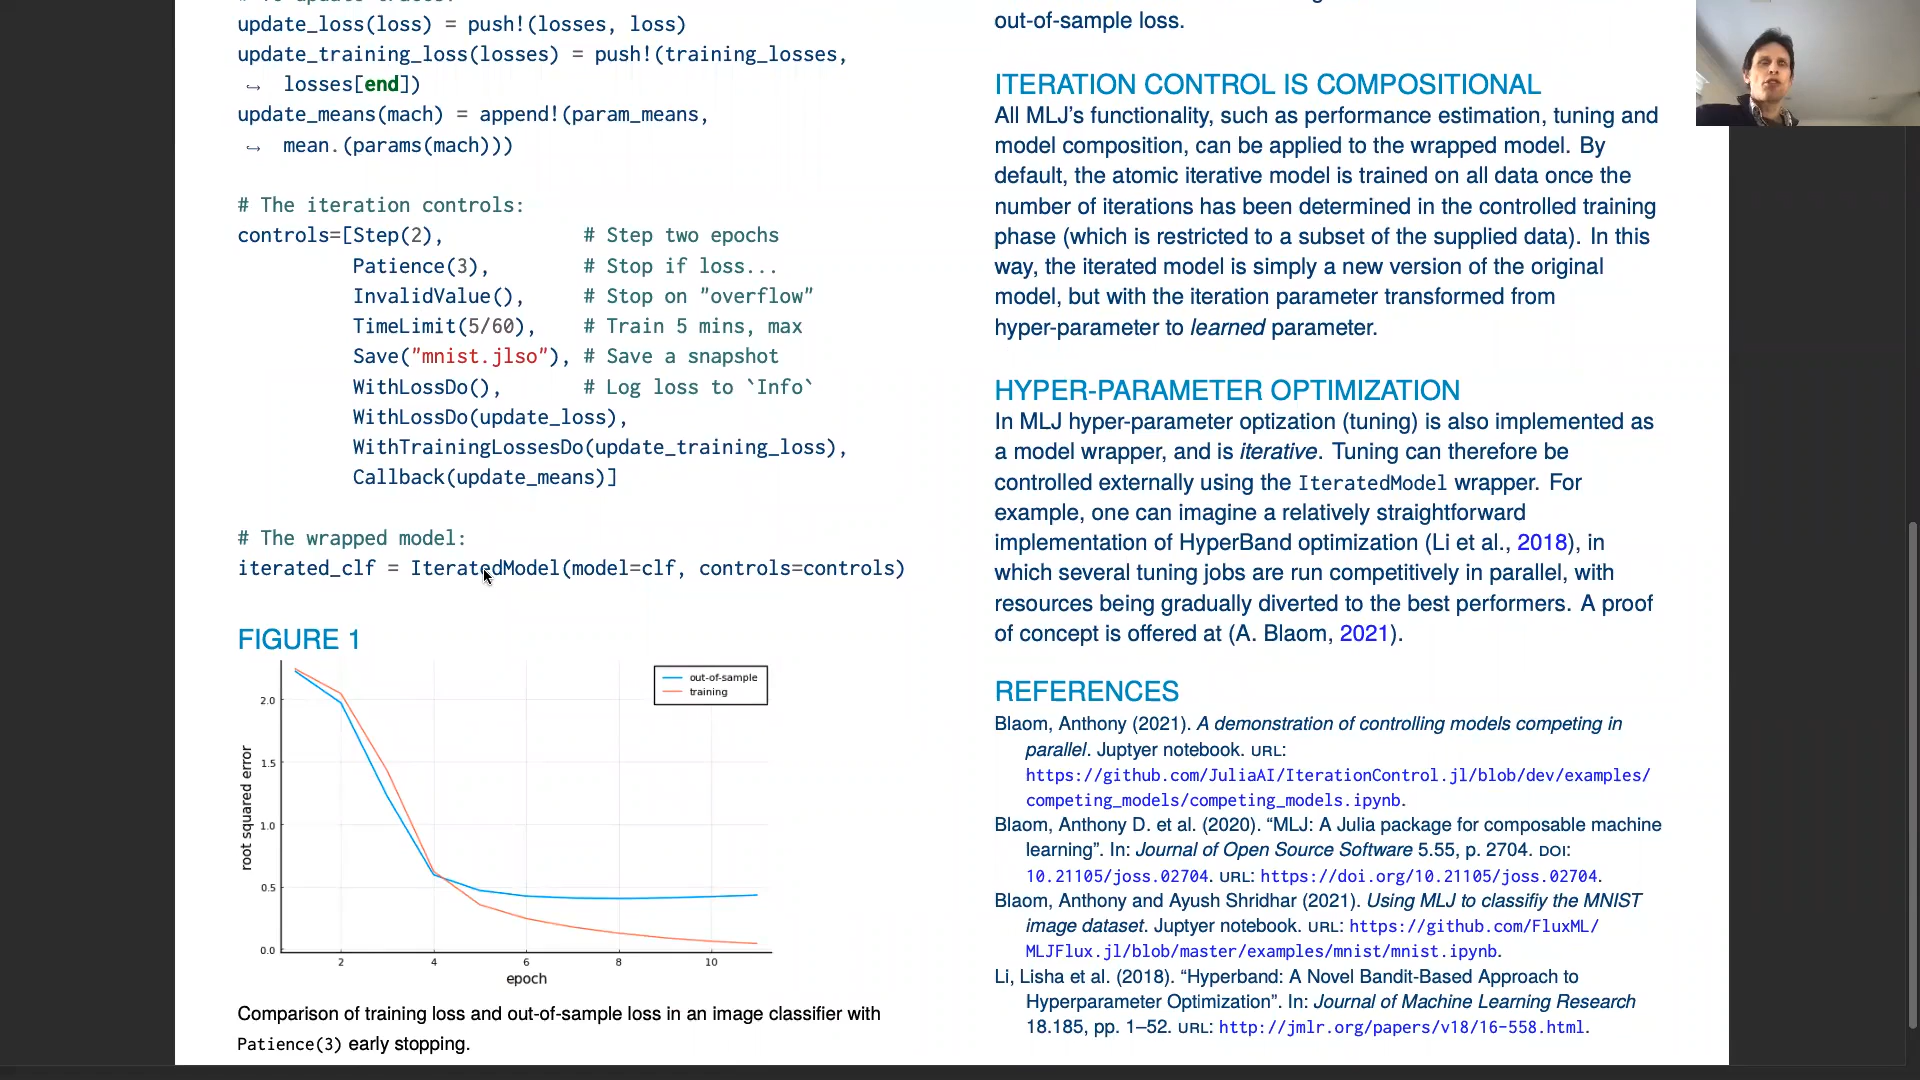 update_loss(loss) = push!(losses, loss)
update_training_loss(losses) = push!(training_losses,
↪ losses[end])
update_means(mach) = append!(param_means,
↪ mean.(params(mach)))
# The iteration controls:
controls=[Step(2), # Step two epochs
Patience(3), # Stop if loss...
InvalidValue(), # Stop on "overflow"
TimeLimit(5/60), # Train 5 mins, max
Save("mnist.jlso"), # Save a snapshot
WithLossDo(), # Log loss to `Info`
WithLossDo(update_loss),
WithTrainingLossesDo(update_training_loss),
Callback(update_means)]
# The wrapped model:
iterated_clf = IteratedModel(model=clf, controls=controls)
FIGURE 1
out-of-sample
training
root squared error
2.0
1.5
1.0
0.5
0.0
2 4 6 8 10
epoch
Comparison of training loss and out-of-sample loss in an image classifier with
Patience(3) early stopping.
out-of-sample loss.
ITERATION CONTROL IS COMPOSITIONAL
All MLJ's functionality, such as performance estimation, tuning and
model composition, can be applied to the wrapped model. By
default, the atomic iterative model is trained on all data once the
number of iterations has been determined in the controlled training
phase (which is restricted to a subset of the supplied data). In this
way, the iterated model is simply a new version of the original
model, but with the iteration parameter transformed from
hyper-parameter to learned parameter.
HYPER-PARAMETER OPTIMIZATION
In MLJ hyper-parameter optization (tuning) is also implemented as
a model wrapper, and is iterative. Tuning can therefore be
controlled externally using the IteratedModel wrapper. For
example, one can imagine a relatively straightforward
implementation of HyperBand optimization (Li et al., 2018), in
which several tuning jobs are run competitively in parallel, with
resources being gradually diverted to the best performers. A proof
of concept is offered at (A. Blaom, 2021).
REFERENCES
Blaom, Anthony (2021). A demonstration of controlling models competing in
parallel. Juptyer notebook. URL:
https://github.com/JuliaAI/IterationControl.jl/blob/dev/examples/
competing_models/competing_models.ipynb.
Blaom, Anthony D. et al. (2020). “MLJ: A Julia package for composable machine
learning”. In: Journal of Open Source Software 5.55, p. 2704. DOI:
10.21105/joss.02704. URL: https://doi.org/10.21105/joss.02704.
Blaom, Anthony and Ayush Shridhar (2021). Using MLJ to classifiy the MNIST
image dataset. Juptyer notebook. URL: https://github.com/FluxML/
MLJFlux.jl/blob/master/examples/mnist/mnist.ipynb.
Li, Lisha et al. (2018). “Hyperband: A Novel Bandit-Based Approach to
Hyperparameter Optimization”. In: Journal of Machine Learning Research
18.185, pp. 1–52. URL: http://jmlr.org/papers/v18/16-558.html.